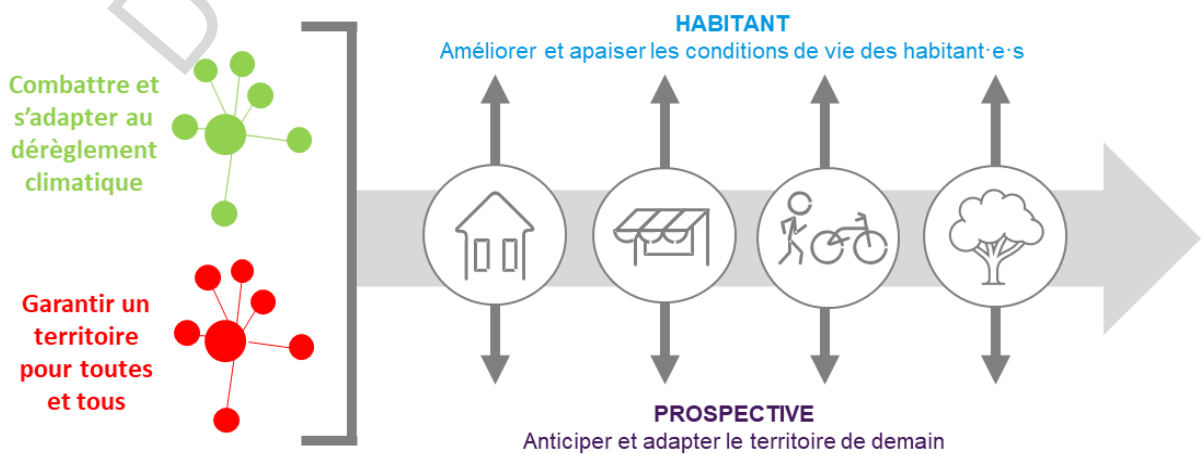 D
HABITANT
Améliorer et apaiser les conditions de vie des habitant·e·s
Combattre et
s’adapter au
dérèglement
climatique
Garantir un
territoire
pour toutes
et tous
PROSPECTIVE
Anticiper et adapter le territoire de demain